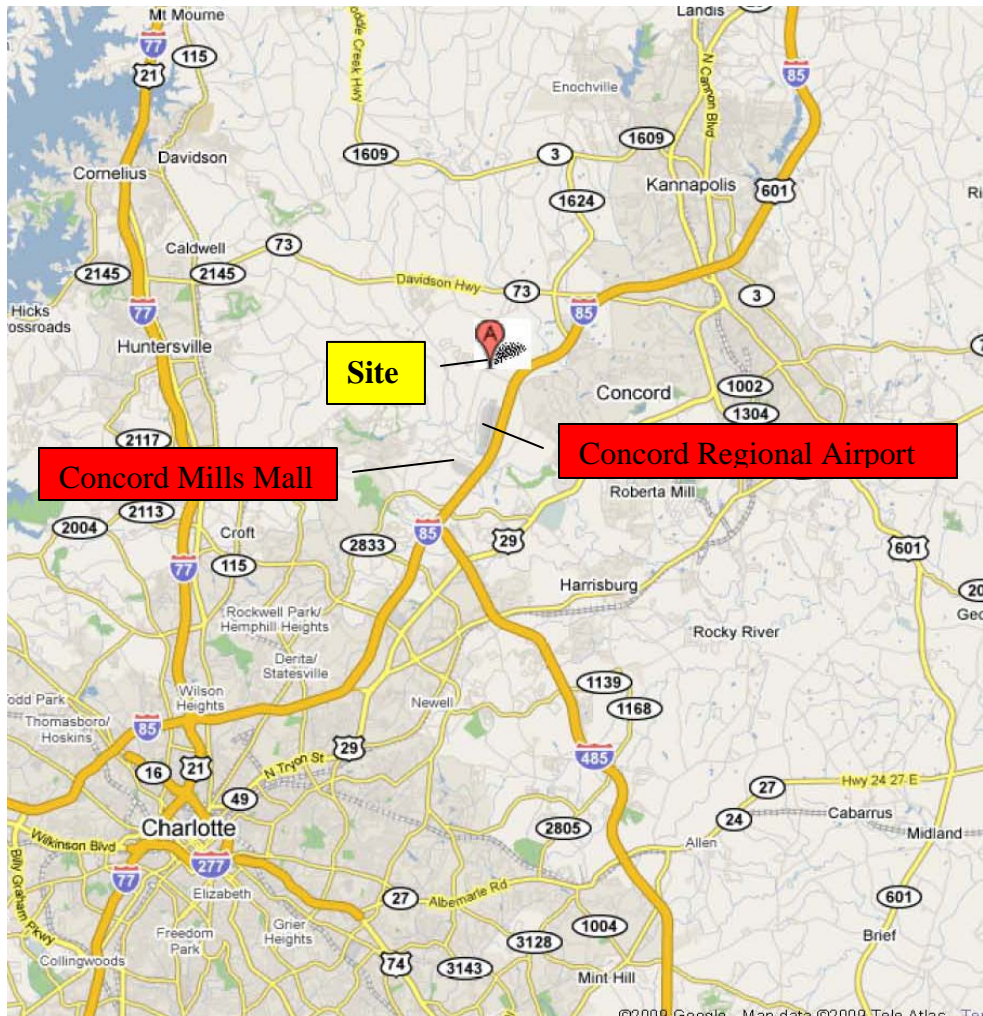 Mt Mourne
Landis
77
115
21
N Cannon Blvd
85
Enochville
1609
3
1609
Davidson
Cornelius
Kannapolis
601
1624
Caldwell
73
2145
2145
Davidson Hwy
73
3
Hicks
77
85
Huntersville
A
Site
Concord
1002
1304
2117
Concord Mills Mall
Concord Regional Airport
Roberta Mill
2113
2004
Croft
85
29
2833
601
77
115
Harrisburg
Rockwell Park/
Hemphill Heights
Rocky River
Derita/
Statesville
1139
Wilson
Heights
Newell
1168
Thomasboro/
Hoskins
85
29
485
21
N Tryon St
16
27
Hwy 24 27 E
49
24
Cabarrus
Charlotte
2805
Midland
Wilkinson Blvd
Allen
277
77
Elizabeth
27
Albemarle Rd
601
Billy Graham Pkwy
Grier
Heights
1004
Freedom
Park
3128
Brief
Collingwoods
74
3143
Mint Hill
©2009 Google - Map data ©2009 Tele Atlas